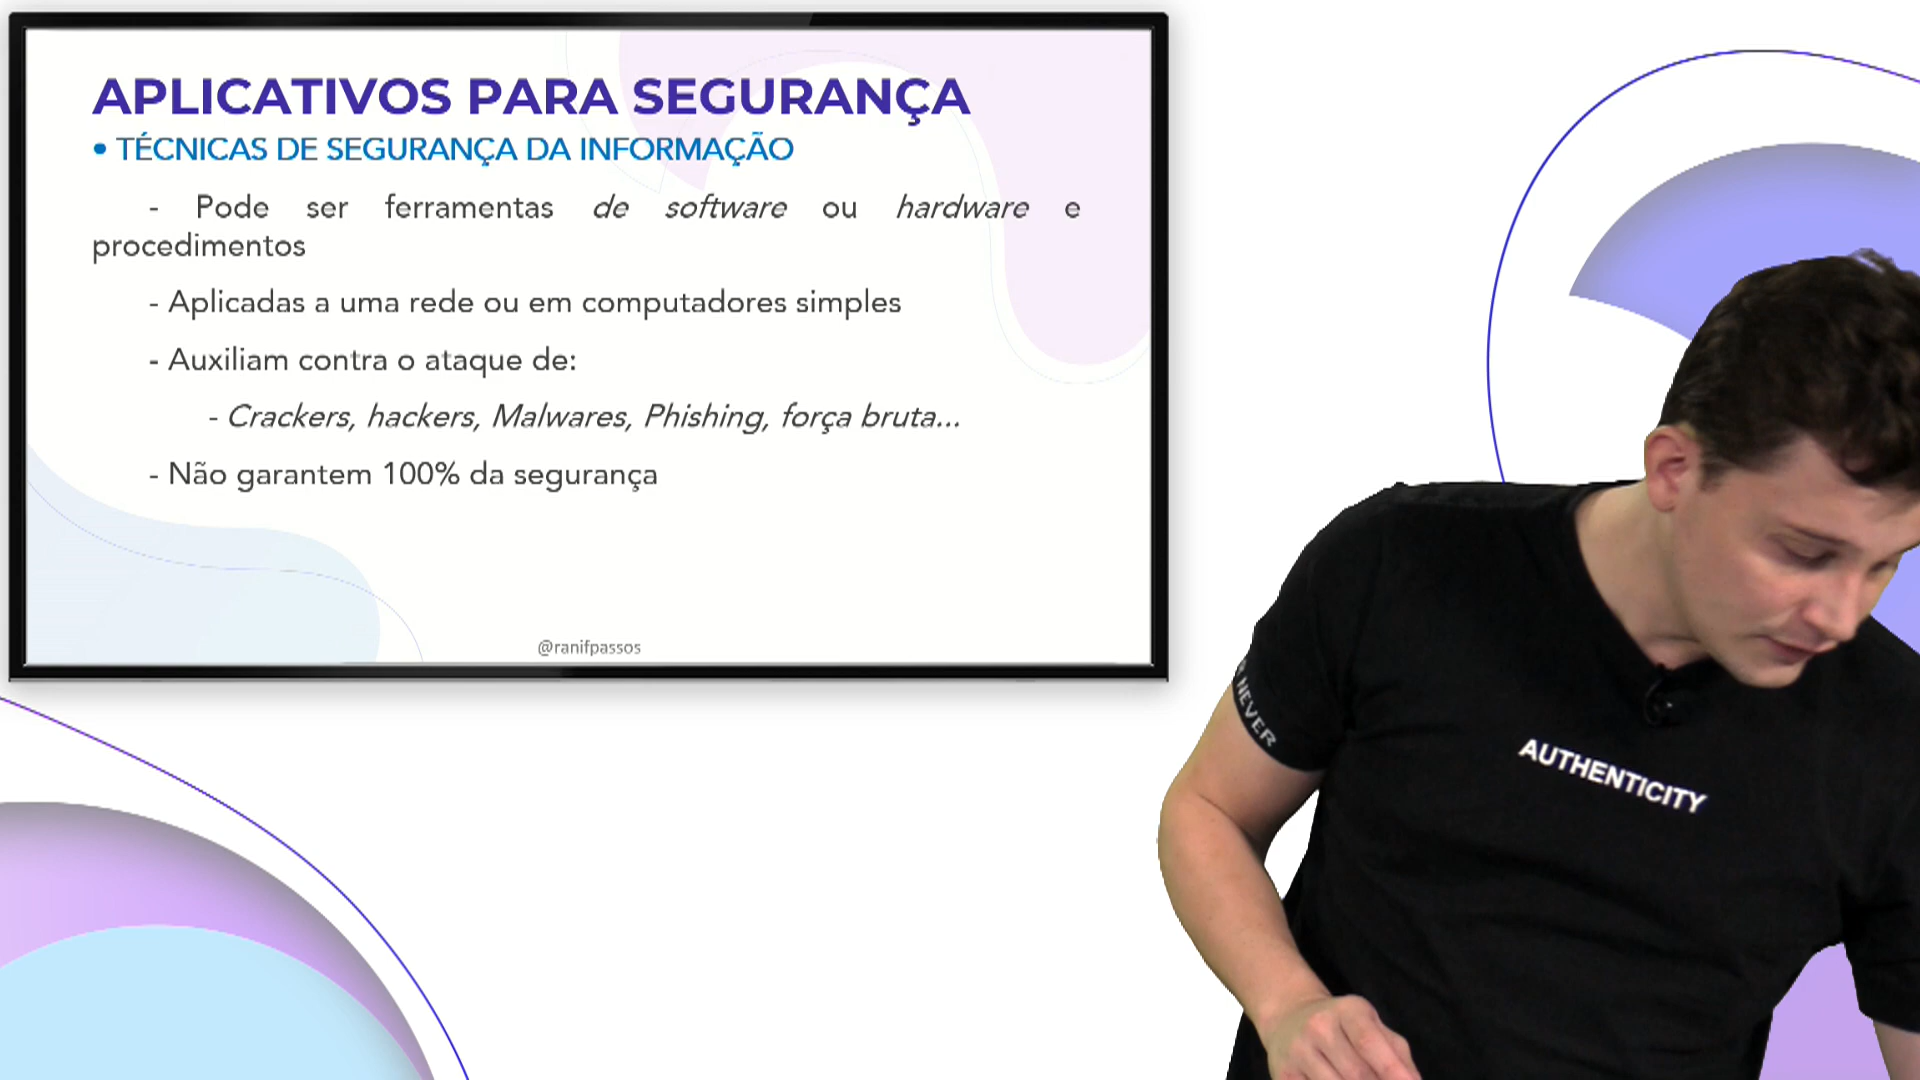 APLICATIVOS PARA SEGURANÇA
• TÉCNICAS DE SEGURANÇA DA INFORMAÇÃO
- Pode ser ferramentas de software ou hardware e
procedimentos
- Aplicadas a uma rede ou em computadores simples
- Auxiliam contra o ataque de:
- Crackers, hackers, Malwares, Phishing, força bruta...
- Não garantem 100% da segurança
@ranifpassos
NEVER
AUTHENTICITY